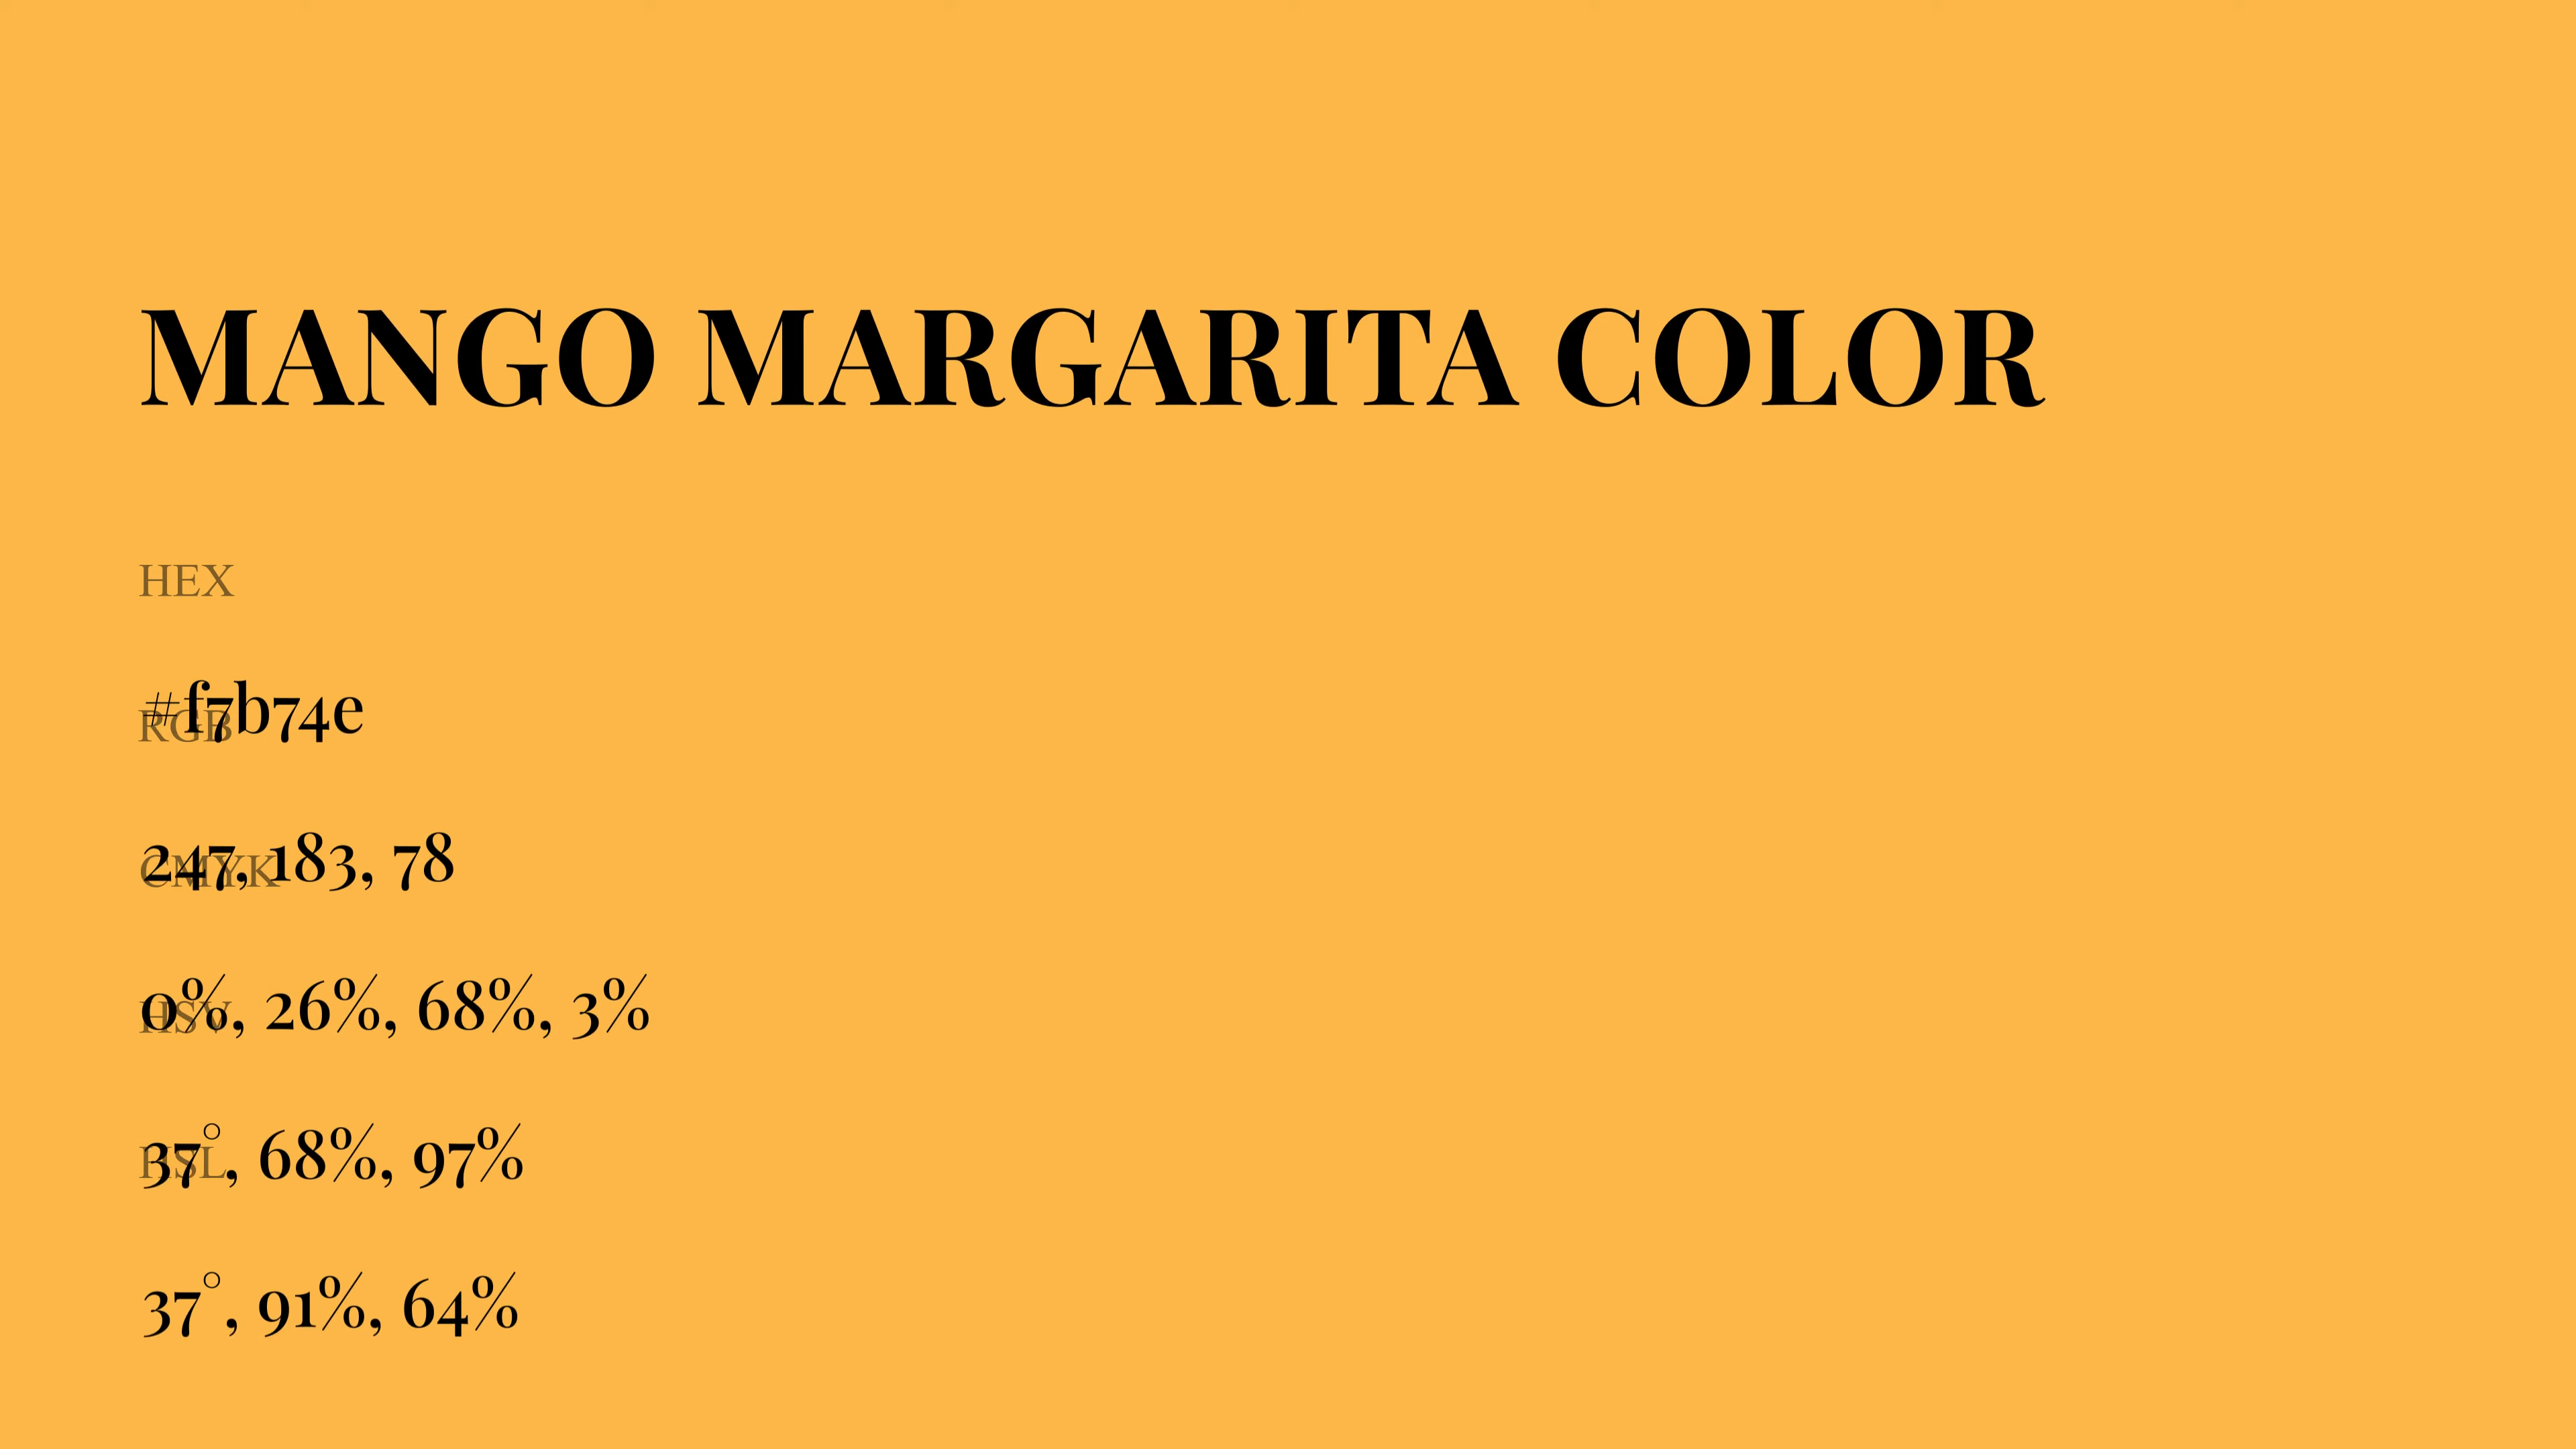 MANGO MARGARITA COLOR
HEX
#f7b74e
RGB
247, 183, 78
CMYK
0%, 26%, 68%, 3%
HSV
37°, 68%, 97%
HSL
37°, 91%, 64%